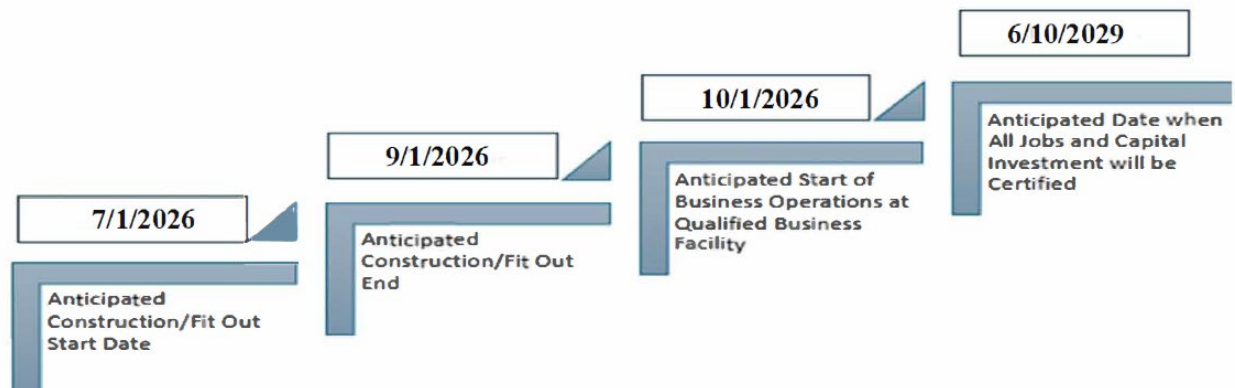 7/1/2026
Anticipated
Construction/Fit Out
Start Date
9/1/2026
Anticipated
Construction/Fit Out
End
10/1/2026
Anticipated Start of
Business Operations at
Qualified Business
Facility
6/10/2029
Anticipated Date when
All Jobs and Capital
Investment will be
Certified